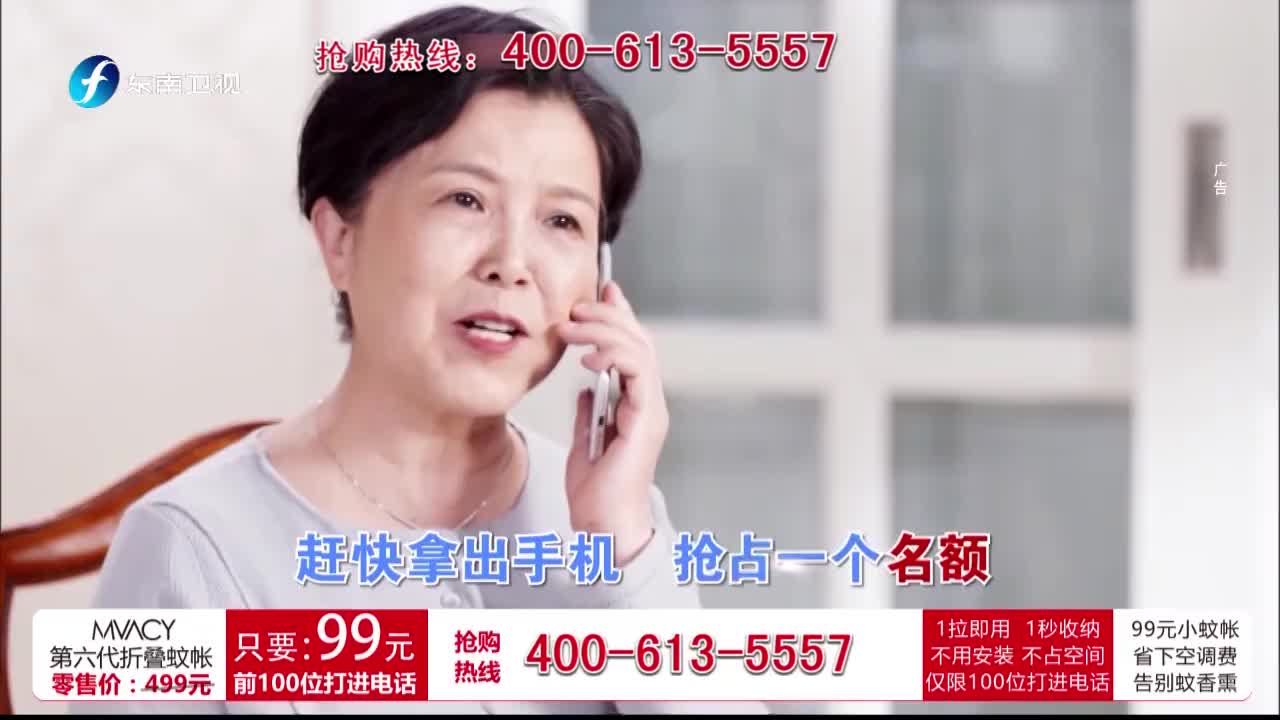 抢购热线：400-613-5557
东南卫视
广告
赶快拿出手机 抢占一个名额
MVACY
第六代折叠蚊帐
零售价：499元
只要：99元
前100位打进电话
抢购
热线
400-613-5557
1拉即用 1秒收纳
不用安装 不占空间
仅限100位打进电话
99元小蚊帐
省下空调费
告别蚊香熏